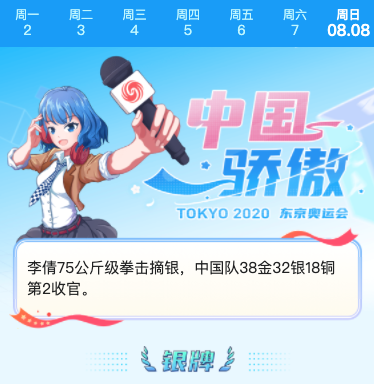 周一 周二 周三 周四 周五 周六 周日
2 3 4 5 6 7 08.08
中国
骄傲
TOKYO 2020 东京奥运会
李倩75公斤级拳击摘银，中国队38金32银18铜
第2收官。
银牌